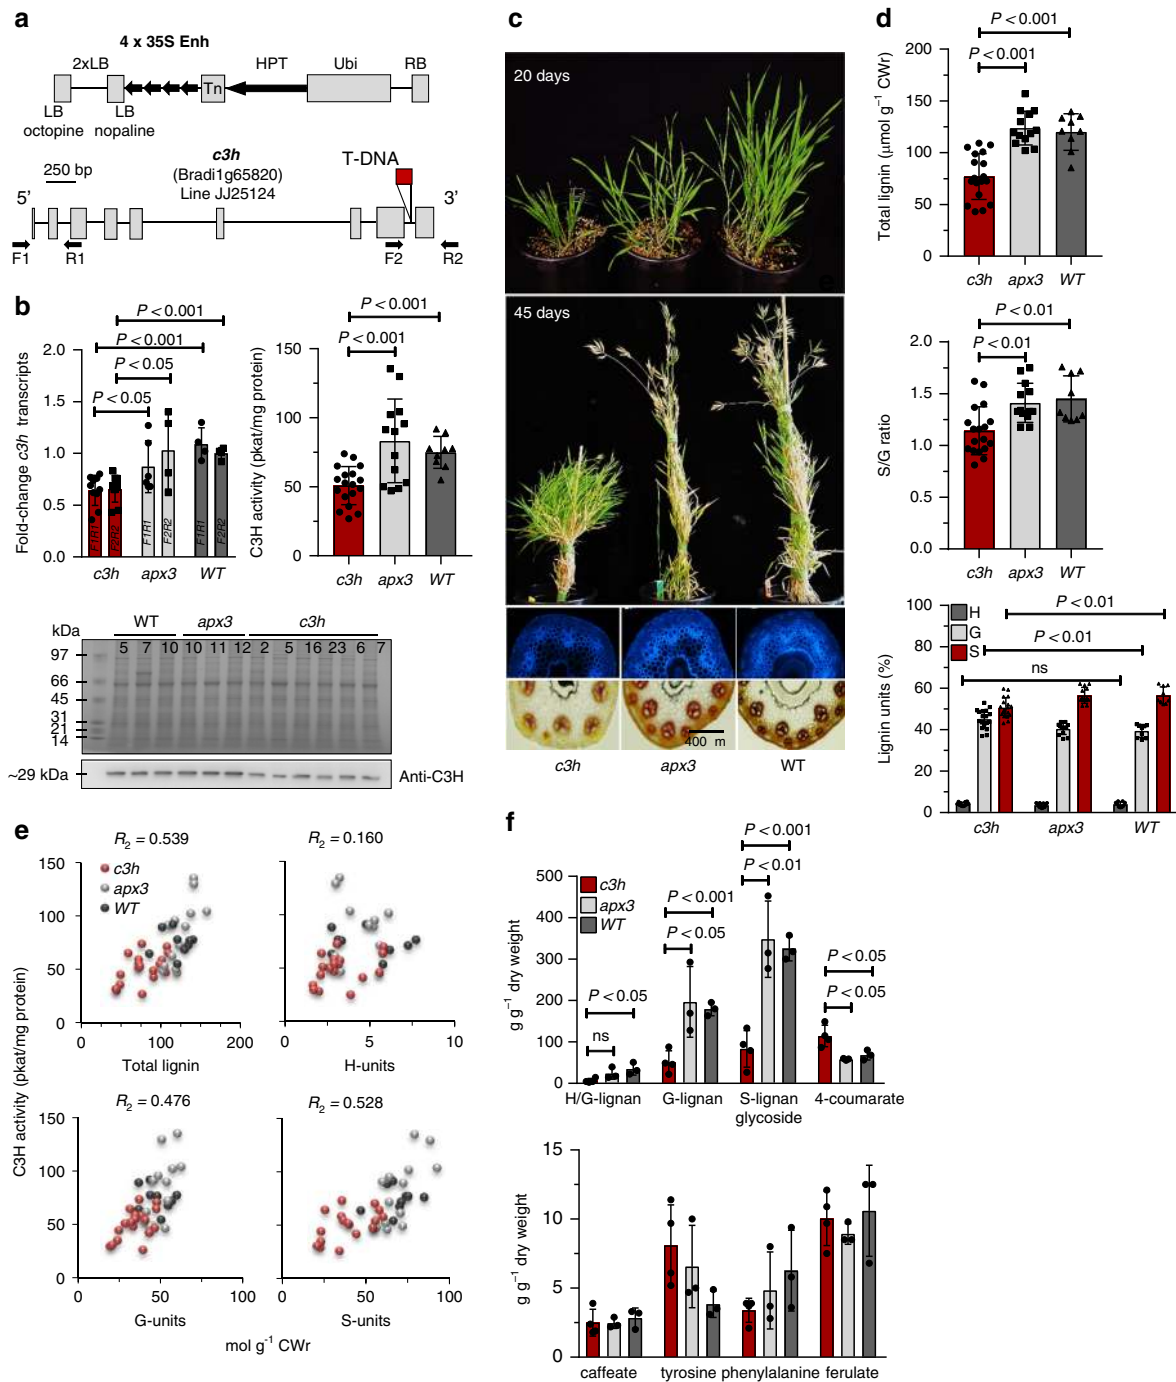 a
4 x 35S Enh
2xLB
HPT
Ubi
RB
Tn
LB
octopine
LB
nopaline
250 bp
c3h
(Bradi1g65820)
Line JJ25124
T-DNA
5'
3'
F1
R1
F2
R2
b
P < 0.001
P < 0.001
P < 0.05
P < 0.05
Fold-change c3h transcripts
2.0
1.5
1.0
0.5
0.0
F1R1
F2R2
F1R1
F2R2
F1R1
F2R2
c3h
apx3
WT
P < 0.001
P < 0.001
C3H activity (pkat/mg protein)
150
100
50
0
c3h
apx3
WT
kDa
WT
apx3
c3h
5 7 10 10 11 12 2 5 16 23 6 7
97
66
45
31
21
14
~29 kDa
Anti-C3H
c
20 days
45 days
400 m
c3h
apx3
WT
d
P < 0.001
P < 0.001
Total lignin (µmol g⁻¹ CWr)
200
150
100
50
0
c3h
apx3
WT
P < 0.01
P < 0.01
S/G ratio
2.0
1.5
1.0
0.5
0.0
c3h
apx3
WT
H
G
S
P < 0.01
P < 0.01
ns
Lignin units (%)
100
80
60
40
20
0
c3h
apx3
WT
e
C3H activity (pkat/mg protein)
R₂ = 0.539
c3h
apx3
WT
150
100
50
0
0
100
200
Total lignin
R₂ = 0.160
0
5
10
H-units
R₂ = 0.476
150
100
50
0
0
50
100
G-units
R₂ = 0.528
0
50
100
S-units
mol g⁻¹ CWr
f
c3h
apx3
WT
g g⁻¹ dry weight
500
400
300
200
100
0
P < 0.05
ns
P < 0.001
P < 0.05
P < 0.001
P < 0.01
P < 0.05
P < 0.05
H/G-lignan
G-lignan
S-lignan
glycoside
4-coumarate
g g⁻¹ dry weight
15
10
5
0
caffeate
tyrosine
phenylalanine
ferulate